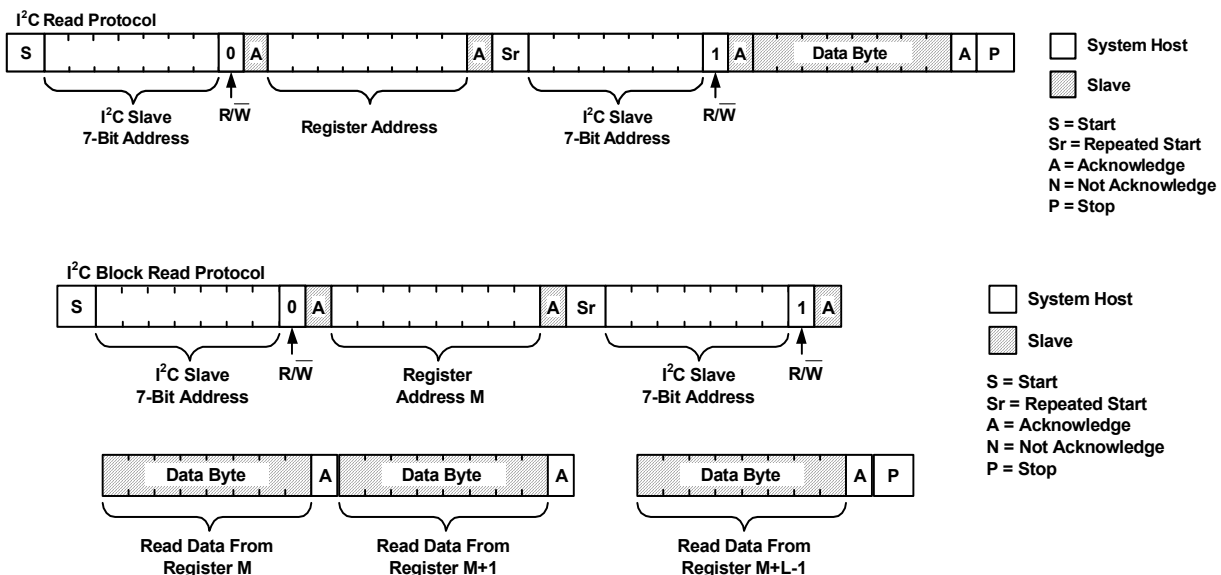 I²C Read Protocol
S 0 A A Sr 1 A Data Byte A P
I²C Slave
7-Bit Address
R/W̅
Register Address
I²C Slave
7-Bit Address
R/W̅
System Host
Slave
S = Start
Sr = Repeated Start
A = Acknowledge
N = Not Acknowledge
P = Stop
I²C Block Read Protocol
S 0 A A Sr 1 A
I²C Slave
7-Bit Address
R/W̅
Register
Address M
I²C Slave
7-Bit Address
R/W̅
Data Byte A Data Byte A Data Byte A P
Read Data From
Register M
Read Data From
Register M+1
Read Data From
Register M+L-1
System Host
Slave
S = Start
Sr = Repeated Start
A = Acknowledge
N = Not Acknowledge
P = Stop